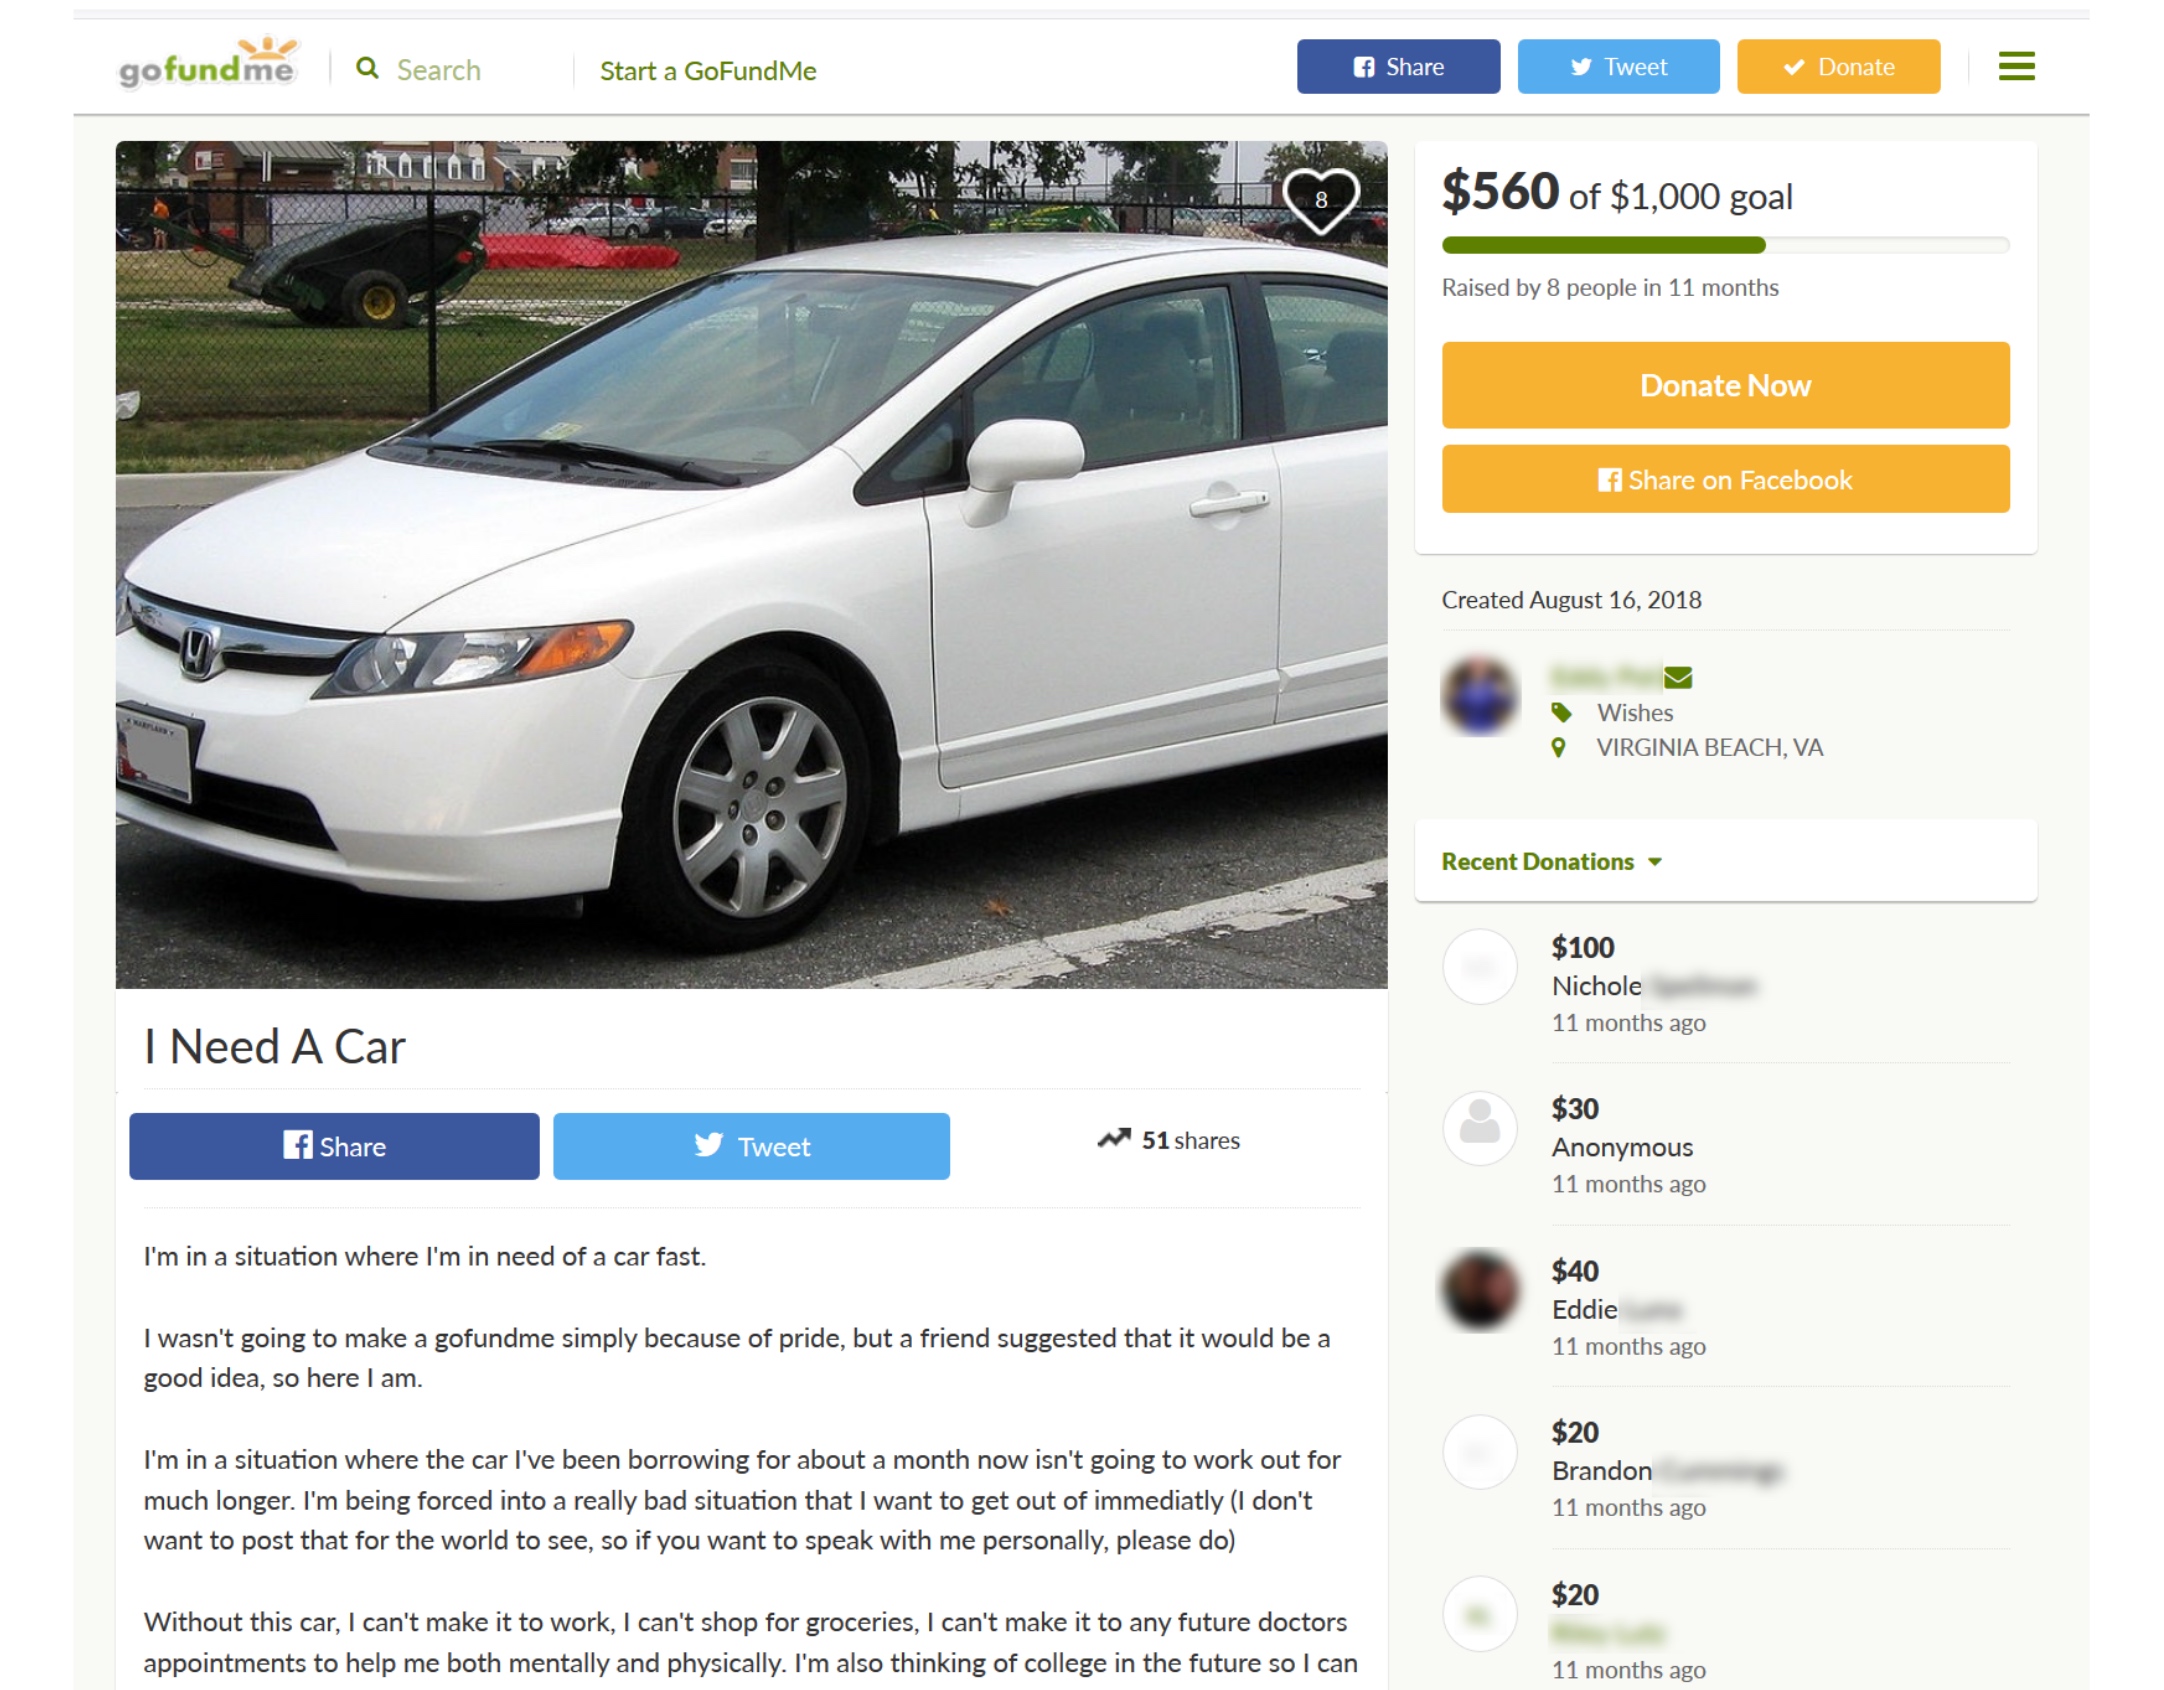 gofundme
Search
Start a GoFundMe
Share
Tweet
Donate
8
$560 of $1,000 goal
Raised by 8 people in 11 months
Donate Now
Share on Facebook
Created August 16, 2018
Wishes
VIRGINIA BEACH, VA
Recent Donations
$100
Nichole
11 months ago
$30
Anonymous
11 months ago
$40
Eddie
11 months ago
$20
Brandon
11 months ago
$20
11 months ago
MARYLAND
I Need A Car
Share
Tweet
51 shares
I'm in a situation where I'm in need of a car fast.
I wasn't going to make a gofundme simply because of pride, but a friend suggested that it would be a
good idea, so here I am.
I'm in a situation where the car I've been borrowing for about a month now isn't going to work out for
much longer. I'm being forced into a really bad situation that I want to get out of immediatly (I don't
want to post that for the world to see, so if you want to speak with me personally, please do)
Without this car, I can't make it to work, I can't shop for groceries, I can't make it to any future doctors
appointments to help me both mentally and physically. I'm also thinking of college in the future so I can